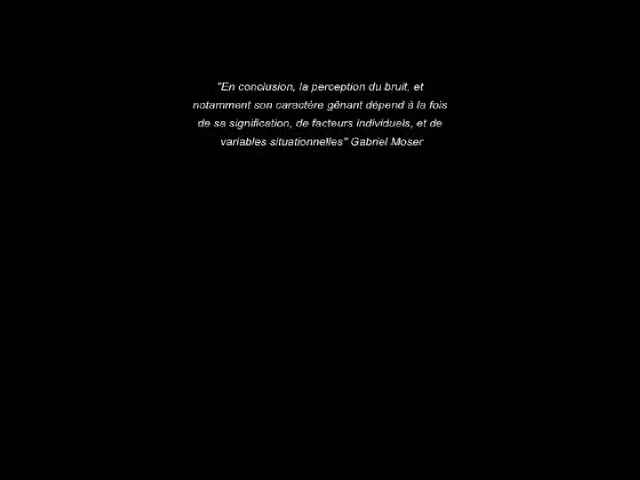 "En conclusion, la perception du bruit, et
notamment son caractère gênant dépend à la fois
de sa signification, de facteurs individuels, et de
variables situationnelles" Gabriel Moser